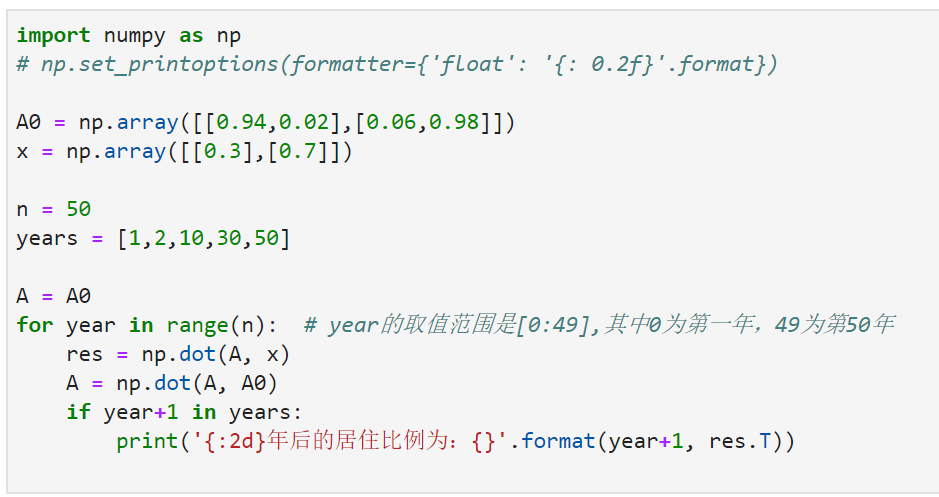 import numpy as np
# np.set_printoptions(formatter={'float': '{: 0.2f}'.format})
A0 = np.array([[0.94,0.02],[0.06,0.98]])
x = np.array([[0.3],[0.7]])
n = 50
years = [1,2,10,30,50]
A = A0
for year in range(n):  # year的取值范围是[0:49],其中0为第一年，49为第50年
    res = np.dot(A, x)
    A = np.dot(A, A0)
    if year+1 in years:
        print('{:2d}年后的居住比例为：{}'.format(year+1, res.T))